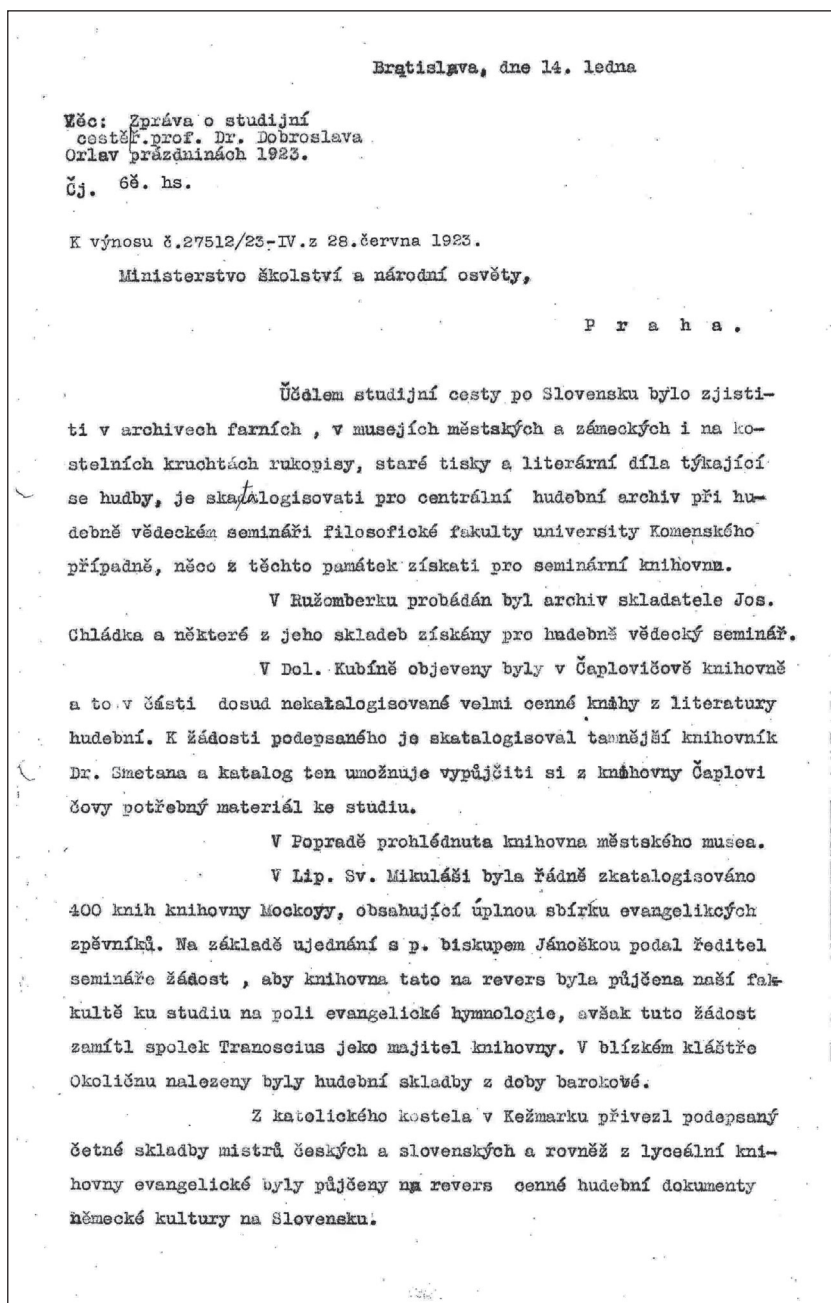 Bratislava, dne 14. ledna
Věc: Zpráva o studijní
cestěř.prof. Dr. Dobroslava
Orlav prázdninách 1923.
Čj. 6ě. hs.
K výnosu č.27512/23-IV.z 28.června 1923.
Ministerstvo školství a národní osvěty,
P r a h a .
Účělem studijní cesty po Slovensku bylo zjisti-
ti v archivech farních , v musejích městských a zámeckých i na ko-
stelních kruchtách rukopisy, staré tisky a literární díla týkající
se hudby, je skatalogisovati pro centrální hudební archiv při hu-
debně vědeckém semináři filosofické fakulty university Komenského
případně, něco z těchto památek získati pro seminární knihovnu.
V Ružomberku probádán byl archiv skladatele Jos.
Chládka a některé z jeho skladeb získány pro hudebně vědecký seminář.
V Dol. Kubíně objeveny byly v Čaplovičově knihovně
a to v části dosud nekatalogisované velmi cenné knihy z literatury
hudební. K žádosti podepsaného je skatalogisoval tamnější knihovník
Dr. Smetana a katalog ten umožnuje vypůjčiti si z knihovny Čaplovi
čovy potřebný materiál ke studiu.
V Popradě prohlédnuta knihovna městského musea.
V Lip. Sv. Mikuláši byla řádně zkatalogisováno
400 knih knihovny Mockoyy, obsahující úplnou sbírku evangelikcých
zpěvníků. Na základě ujednání s p. biskupem Jánoškou podal ředitel
semináře žádost , aby knihovna tato na revers byla půjčena naší fak-
kultě ku studiu na poli evangelické hymnologie, avšak tuto žádost
zamítl spolek Tranoscius jeko majitel knihovny. V blízkém kláštře
Okoličnu nalezeny byly hudební skladby z doby barokové.
Z katolického kostela v Kežmarku přivezl podepsaný
četné skladby mistrů českých a slovenských a rovněž z lyceální kni-
hovny evangelické byly půjčeny na revers cenné hudební dokumenty
německé kultury na Slovensku.